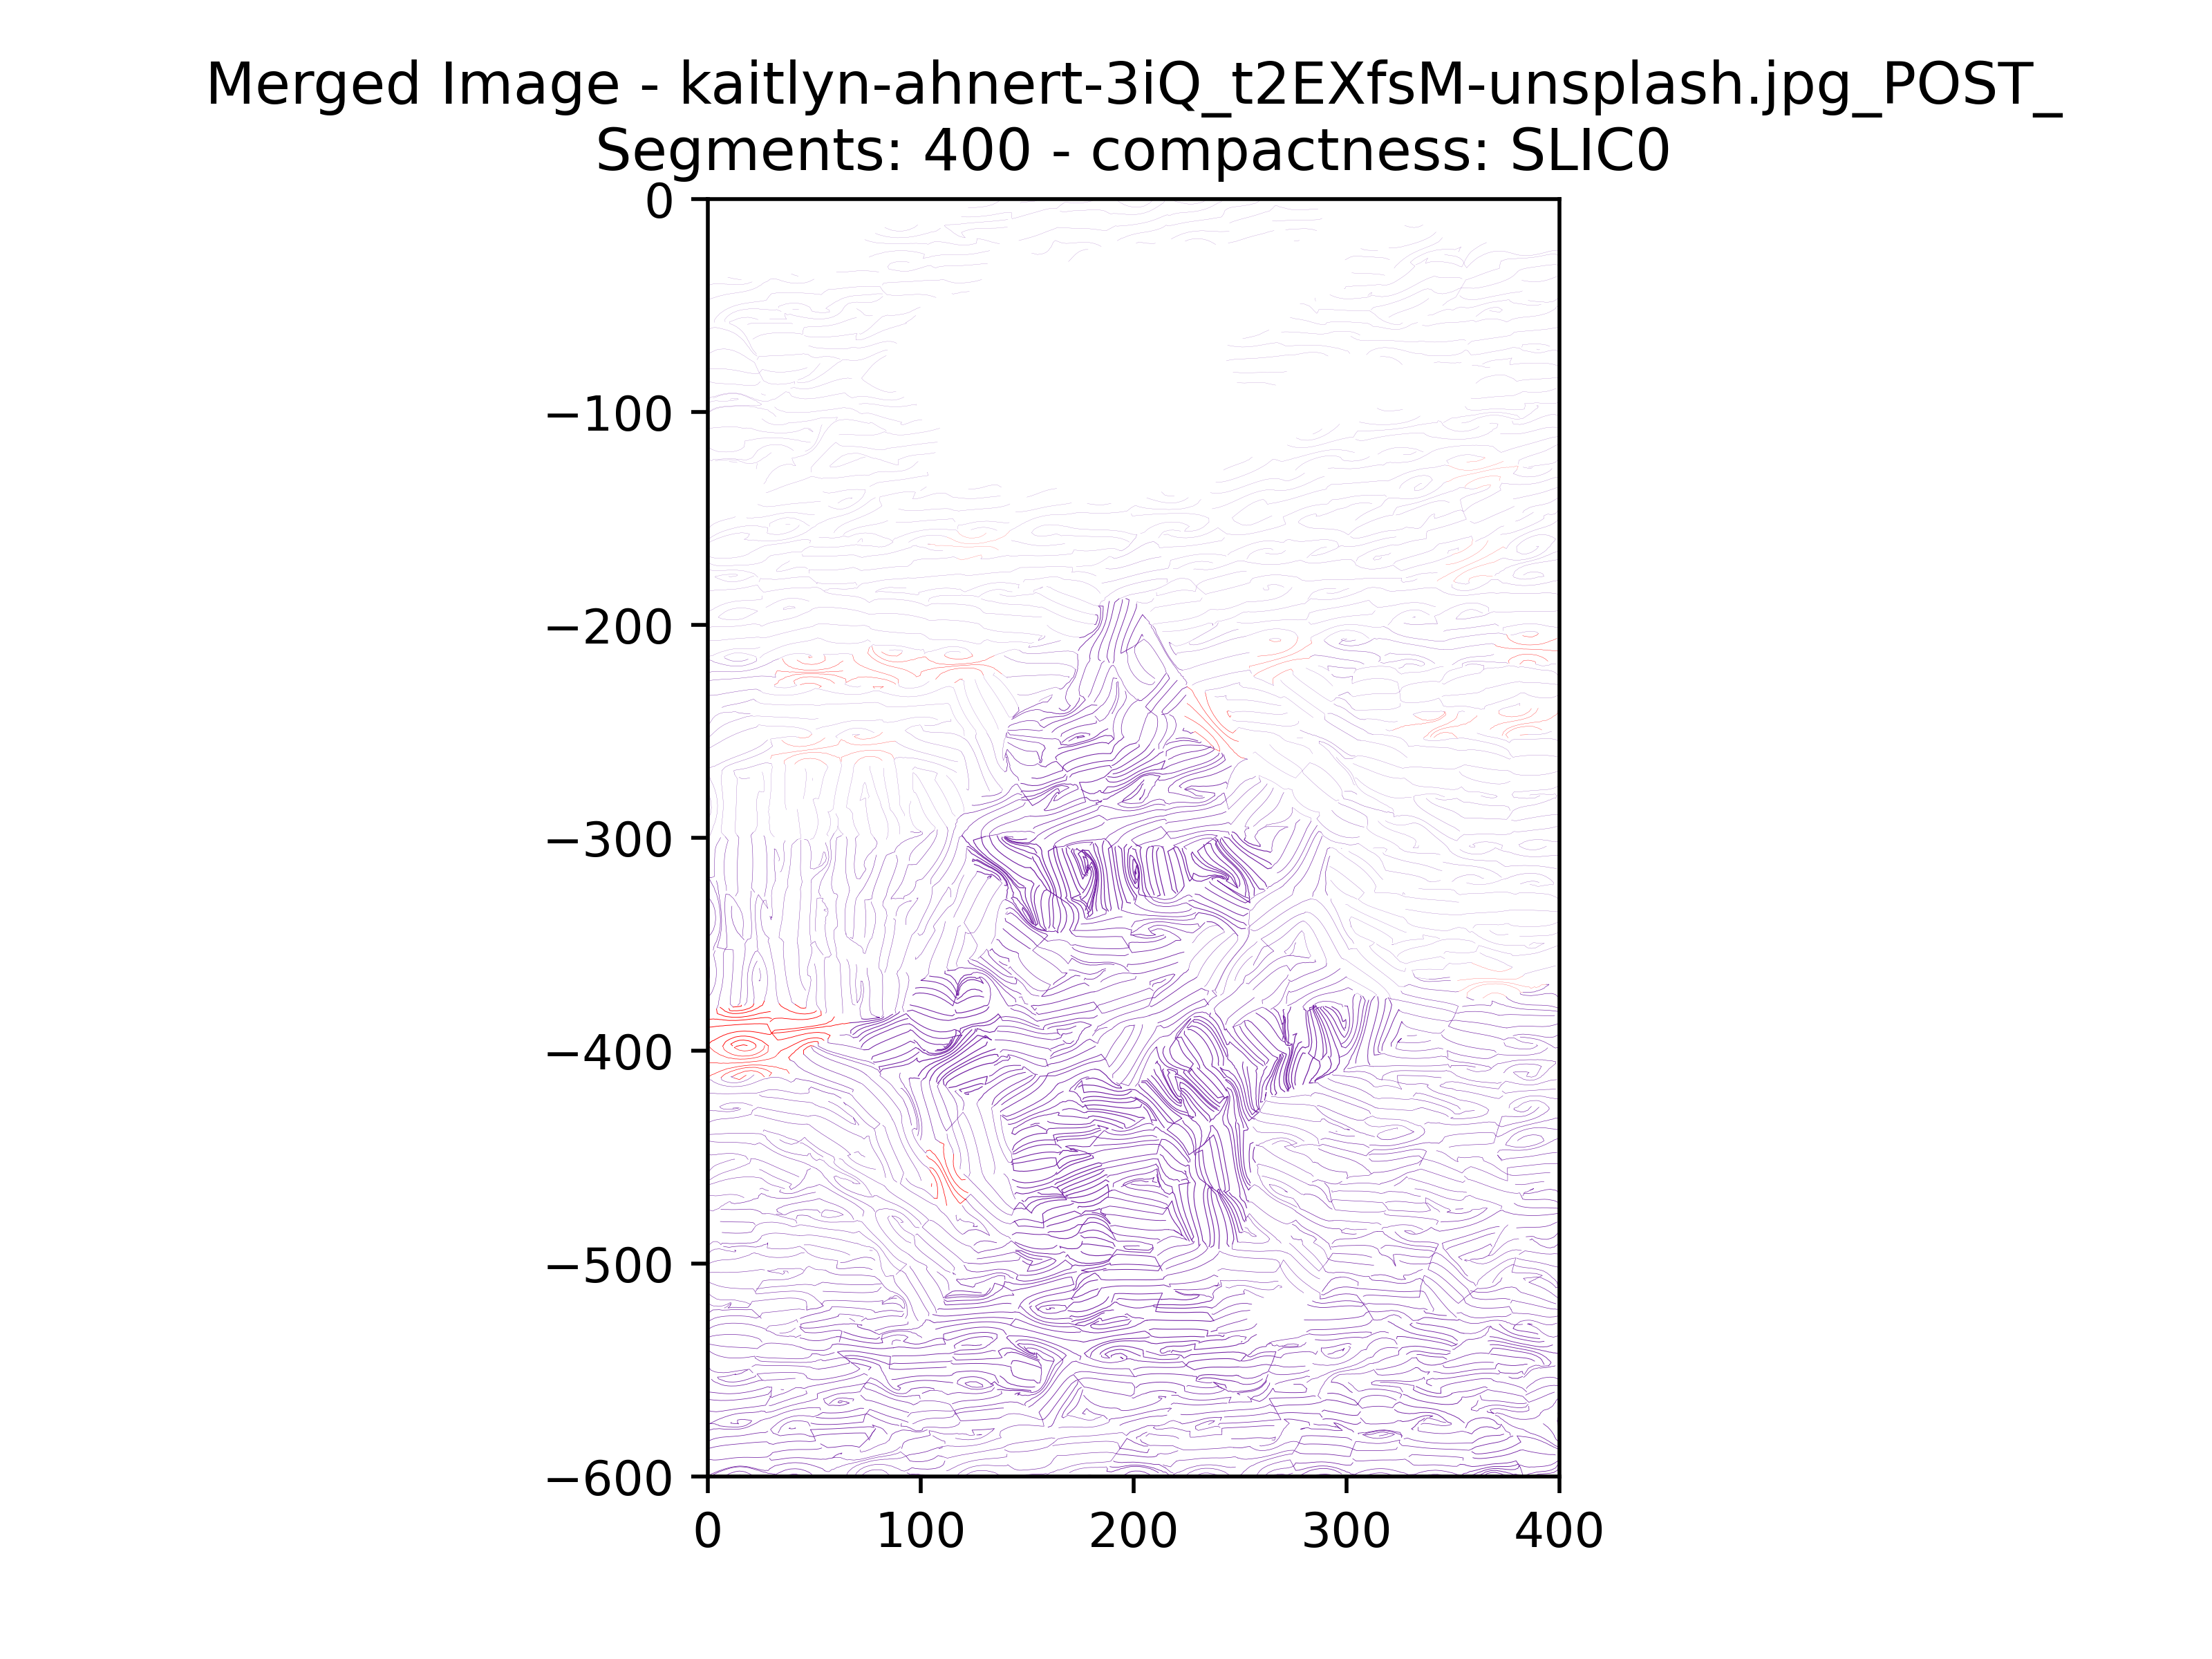 Merged Image - kaitlyn-ahnert-3iQ_t2EXfsM-unsplash.jpg_POST_
Segments: 400 - compactness: SLIC0
0
−100
−200
−300
−400
−500
−600
0 100 200 300 400